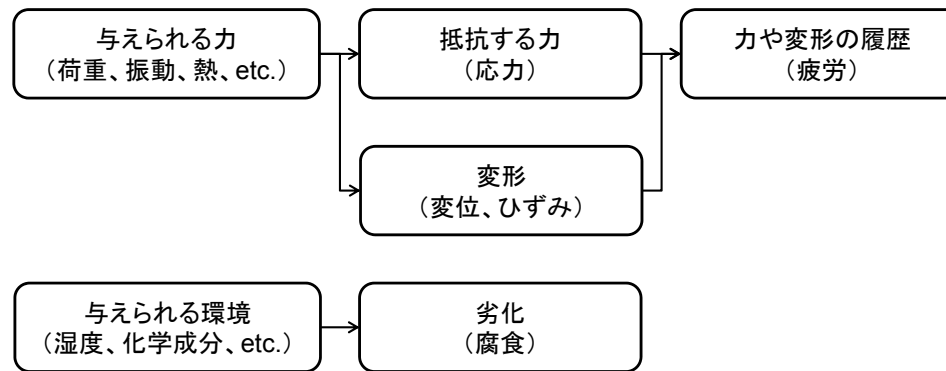 与えられる力
（荷重、振動、熱、etc.）
抵抗する力
（応力）
力や変形の履歴
（疲労）
変形
（変位、ひずみ）
与えられる環境
（湿度、化学成分、etc.）
劣化
（腐食）